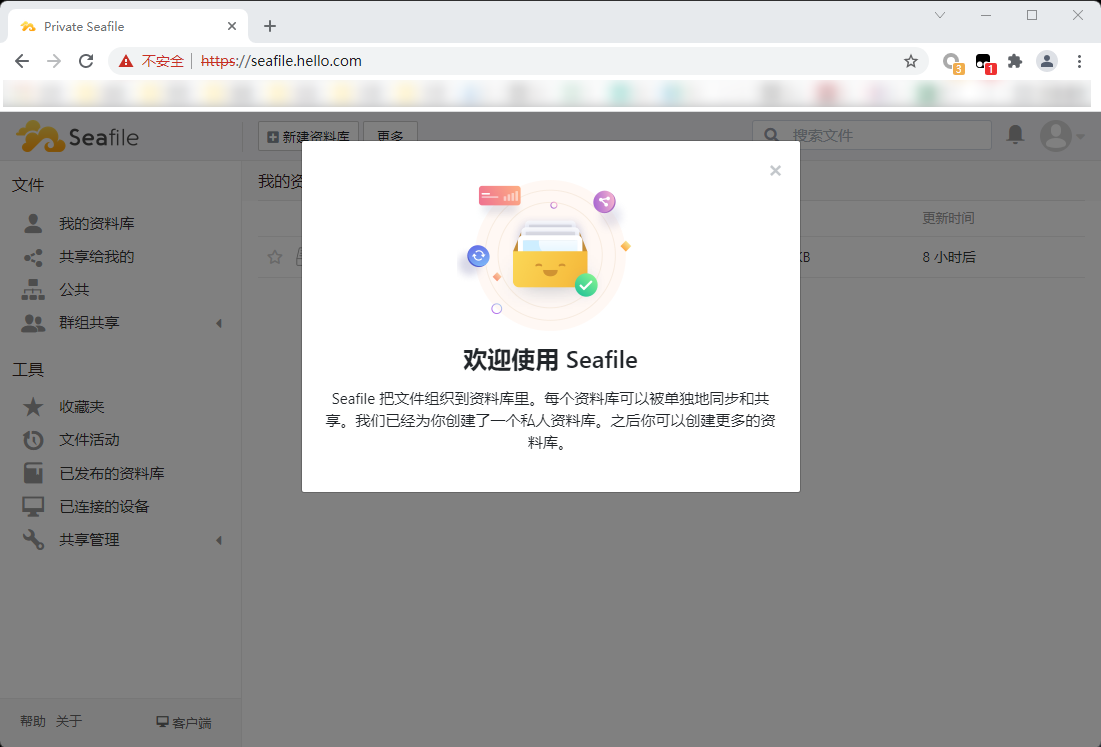 Private Seafile
不安全 https://seafile.hello.com
3
1
Seafile
新建资料库
更多
搜索文件
文件
我的资料库
共享给我的
公共
群组共享
工具
收藏夹
文件活动
已发布的资料库
已连接的设备
共享管理
帮助 关于 客户端
我的资
更新时间
KB
8 小时后
欢迎使用 Seafile
Seafile 把文件组织到资料库里。每个资料库可以被单独地同步和共
享。我们已经为你创建了一个私人资料库。之后你可以创建更多的资
料库。